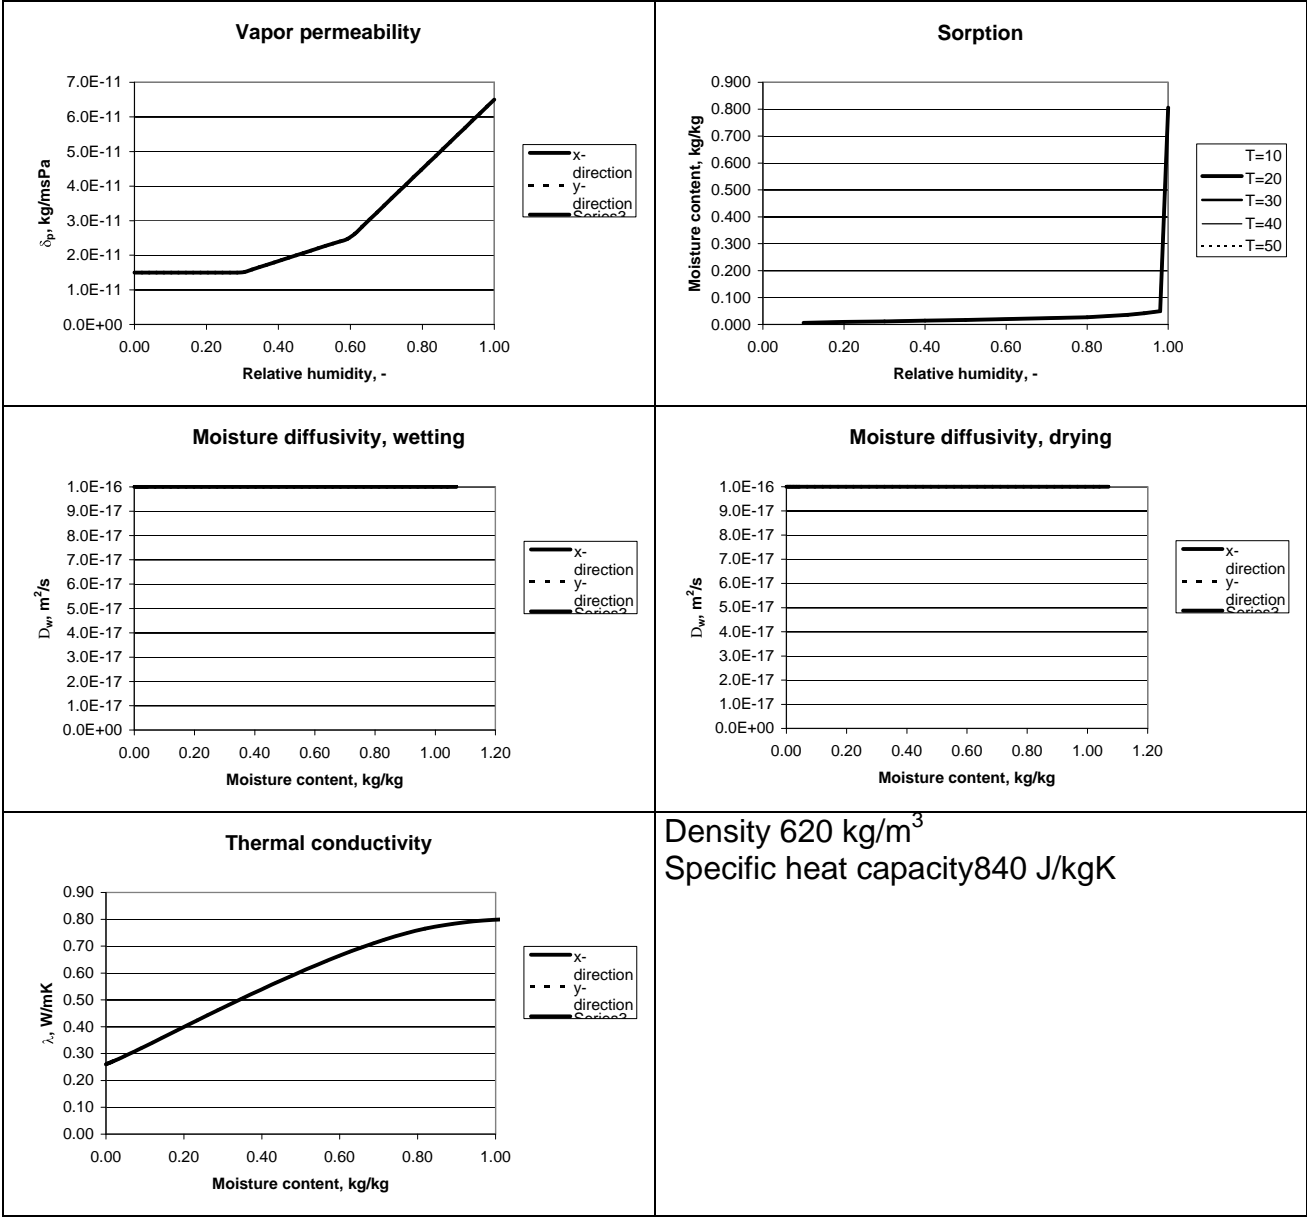 Vapor permeability
7.0E-11
6.0E-11
5.0E-11
4.0E-11
3.0E-11
2.0E-11
1.0E-11
0.0E+00
0.00 0.20 0.40 0.60 0.80 1.00
Relative humidity, -
δp, kg/msPa
x-
direction
y-
direction
Series3
Sorption
0.900
0.800
0.700
0.600
0.500
0.400
0.300
0.200
0.100
0.000
0.00 0.20 0.40 0.60 0.80 1.00
Relative humidity, -
Moisture content, kg/kg
T=10
T=20
T=30
T=40
T=50
Moisture diffusivity, wetting
1.0E-16
9.0E-17
8.0E-17
7.0E-17
6.0E-17
5.0E-17
4.0E-17
3.0E-17
2.0E-17
1.0E-17
0.0E+00
0.00 0.20 0.40 0.60 0.80 1.00 1.20
Moisture content, kg/kg
Dw, m²/s
x-
direction
y-
direction
Series3
Moisture diffusivity, drying
1.0E-16
9.0E-17
8.0E-17
7.0E-17
6.0E-17
5.0E-17
4.0E-17
3.0E-17
2.0E-17
1.0E-17
0.0E+00
0.00 0.20 0.40 0.60 0.80 1.00 1.20
Moisture content, kg/kg
Dw, m²/s
x-
direction
y-
direction
Series3
Thermal conductivity
0.90
0.80
0.70
0.60
0.50
0.40
0.30
0.20
0.10
0.00
0.00 0.20 0.40 0.60 0.80 1.00
Moisture content, kg/kg
λ, W/mK
x-
direction
y-
direction
Series3
Density 620 kg/m³
Specific heat capacity840 J/kgK